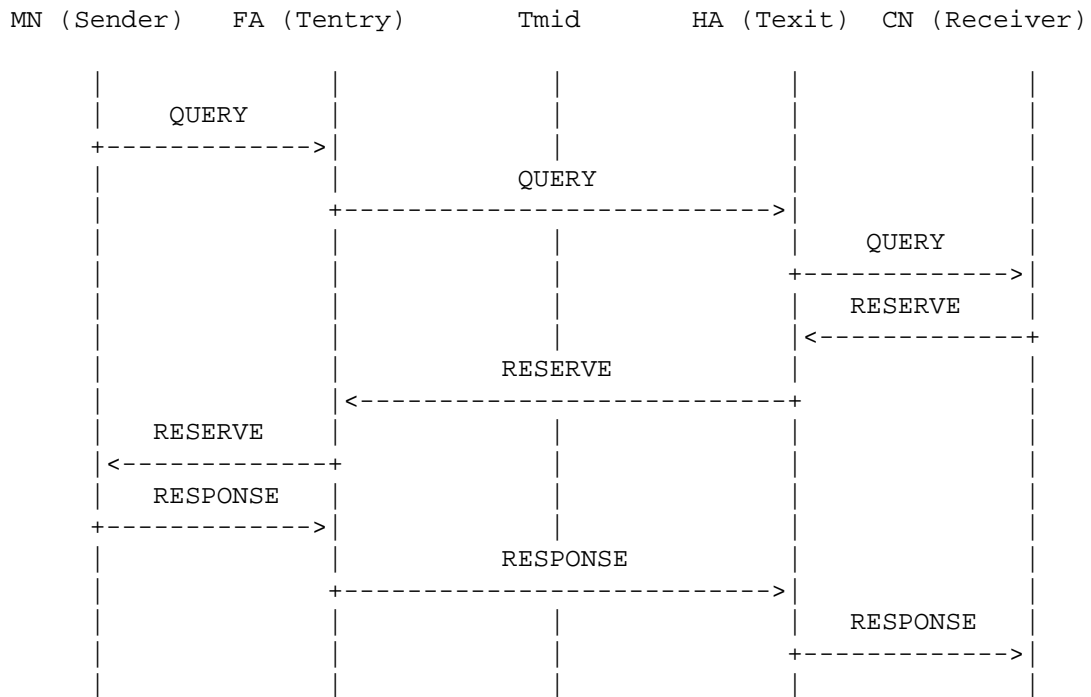 MN (Sender) FA (Tentry) Tmid HA (Texit) CN (Receiver)
QUERY
QUERY
QUERY
RESERVE
RESERVE
RESERVE
RESPONSE
RESPONSE
RESPONSE